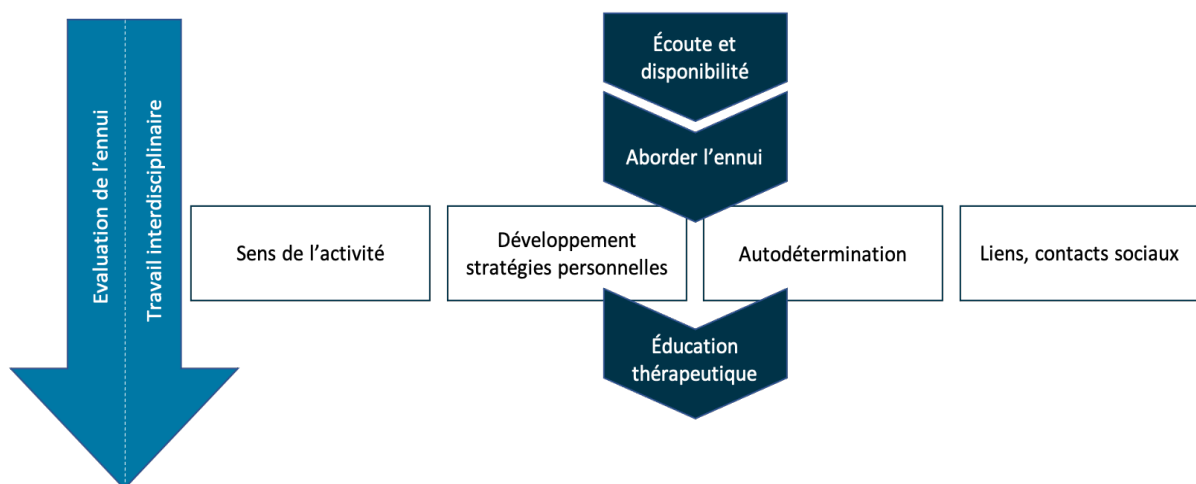 Evaluation de l’ennui
Travail interdisciplinaire
Écoute et
disponibilité
Aborder l’ennui
Sens de l’activité
Développement
stratégies personnelles
Autodétermination
Liens, contacts sociaux
Éducation
thérapeutique